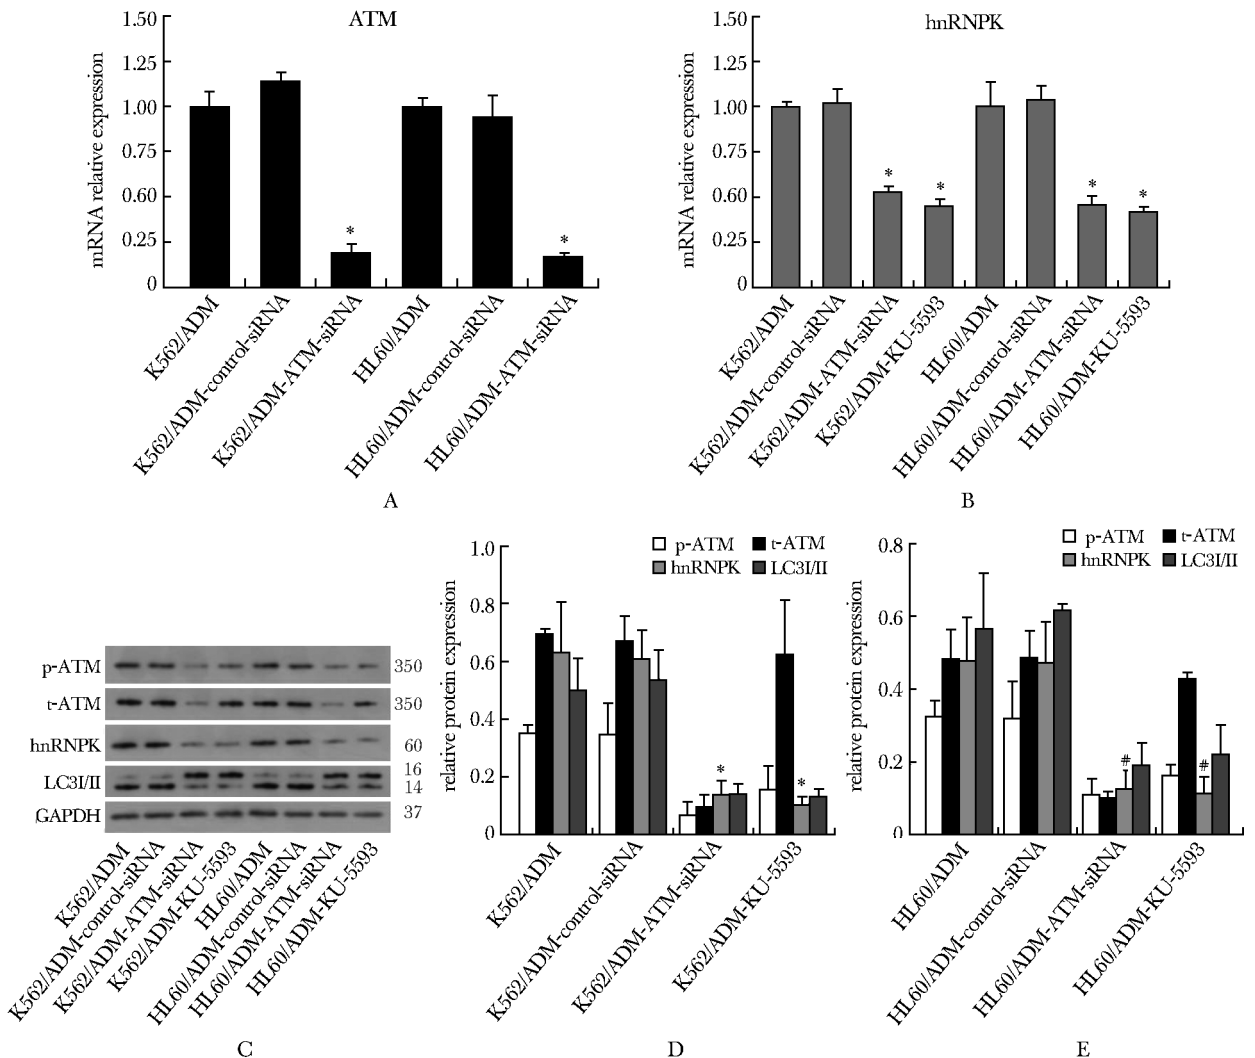 ATM
mRNA relative expression
1.50
1.25
1.00
0.75
0.60
0.25
0
*
*
K562/ADM
K562/ADM-control-siRNA
K562/ADM-ATM-siRNA
HL60/ADM
HL60/ADM-control-siRNA
HL60/ADM-ATM-siRNA
A
hnRNPK
mRNA relative expression
1.50
1.25
1.00
0.75
0.60
0.25
0
*
*
*
*
K562/ADM
K562/ADM-control-siRNA
K562/ADM-ATM-siRNA
K562/ADM-KU-5593
HL60/ADM
HL60/ADM-control-siRNA
HL60/ADM-ATM-siRNA
HL60/ADM-KU-5593
B
p-ATM 350
t-ATM 350
hnRNPK 60
LC3I/II 16
14
GAPDH 37
K562/ADM
K562/ADM-control-siRNA
K562/ADM-ATM-siRNA
K562/ADM-KU-5593
HL60/ADM
HL60/ADM-control-siRNA
HL60/ADM-ATM-siRNA
HL60/ADM-KU-5593
C
p-ATM t-ATM
hnRNPK LC3I/II
relative protein expression
1.0
0.8
0.6
0.4
0.2
0
*
*
K562/ADM
K562/ADM-control-siRNA
K562/ADM-ATM-siRNA
K562/ADM-KU-5593
D
p-ATM t-ATM
hnRNPK LC3I/II
relative protein expression
0.8
0.6
0.4
0.2
0
#
#
HL60/ADM
HL60/ADM-control-siRNA
HL60/ADM-ATM-siRNA
HL60/ADM-KU-5593
E